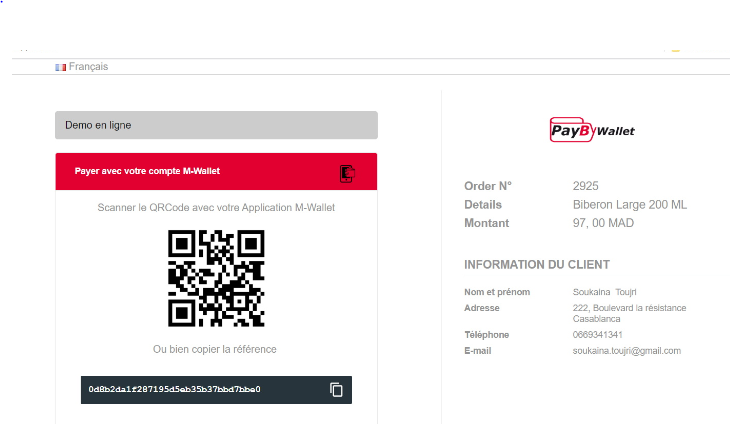 Français
Demo en ligne
Payer avec votre compte M-Wallet
Scanner le QRCode avec votre Application M-Wallet
Ou bien copier la référence
0d8b2da1f287195d5eb35b37bbd7bbe0
PayByWallet
Order N° 2925
Details Biberon Large 200 ML
Montant 97, 00 MAD
INFORMATION DU CLIENT
Nom et prénom Soukaina Toujri
Adresse 222, Boulevard la résistance
Casablanca
Téléphone 0669341341
E-mail soukaina.toujri@gmail.com